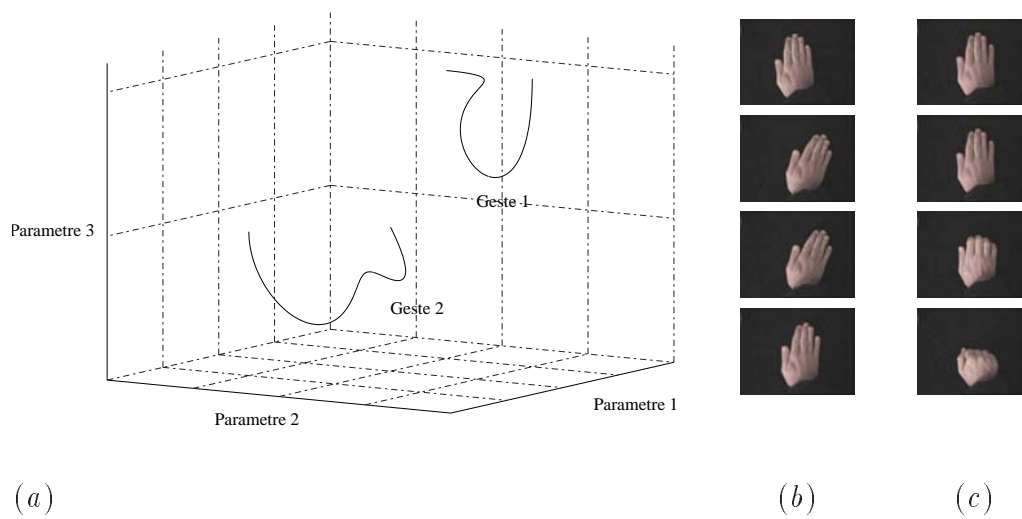 Geste 1
Parametre 3
Geste 2
Parametre 1
Parametre 2
(a)
(b)
(c)